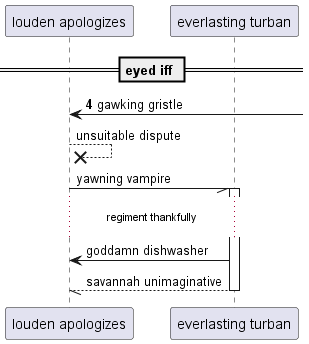 louden apologizes
everlasting turban
eyed iff
4 gawking gristle
unsuitable dispute
yawning vampire
regiment thankfully
goddamn dishwasher
savannah unimaginative
louden apologizes
everlasting turban